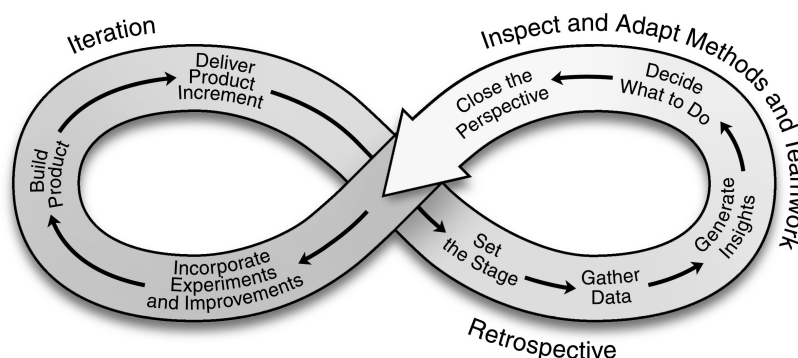 Iteration
Deliver
Product
Increment
Build
Product
Incorporate
Experiments
and Improvements
Inspect and Adapt Methods and Teamwork
Close the
Perspective
Decide
What to Do
Generate
Insights
Gather
Data
Set
the Stage
Retrospective